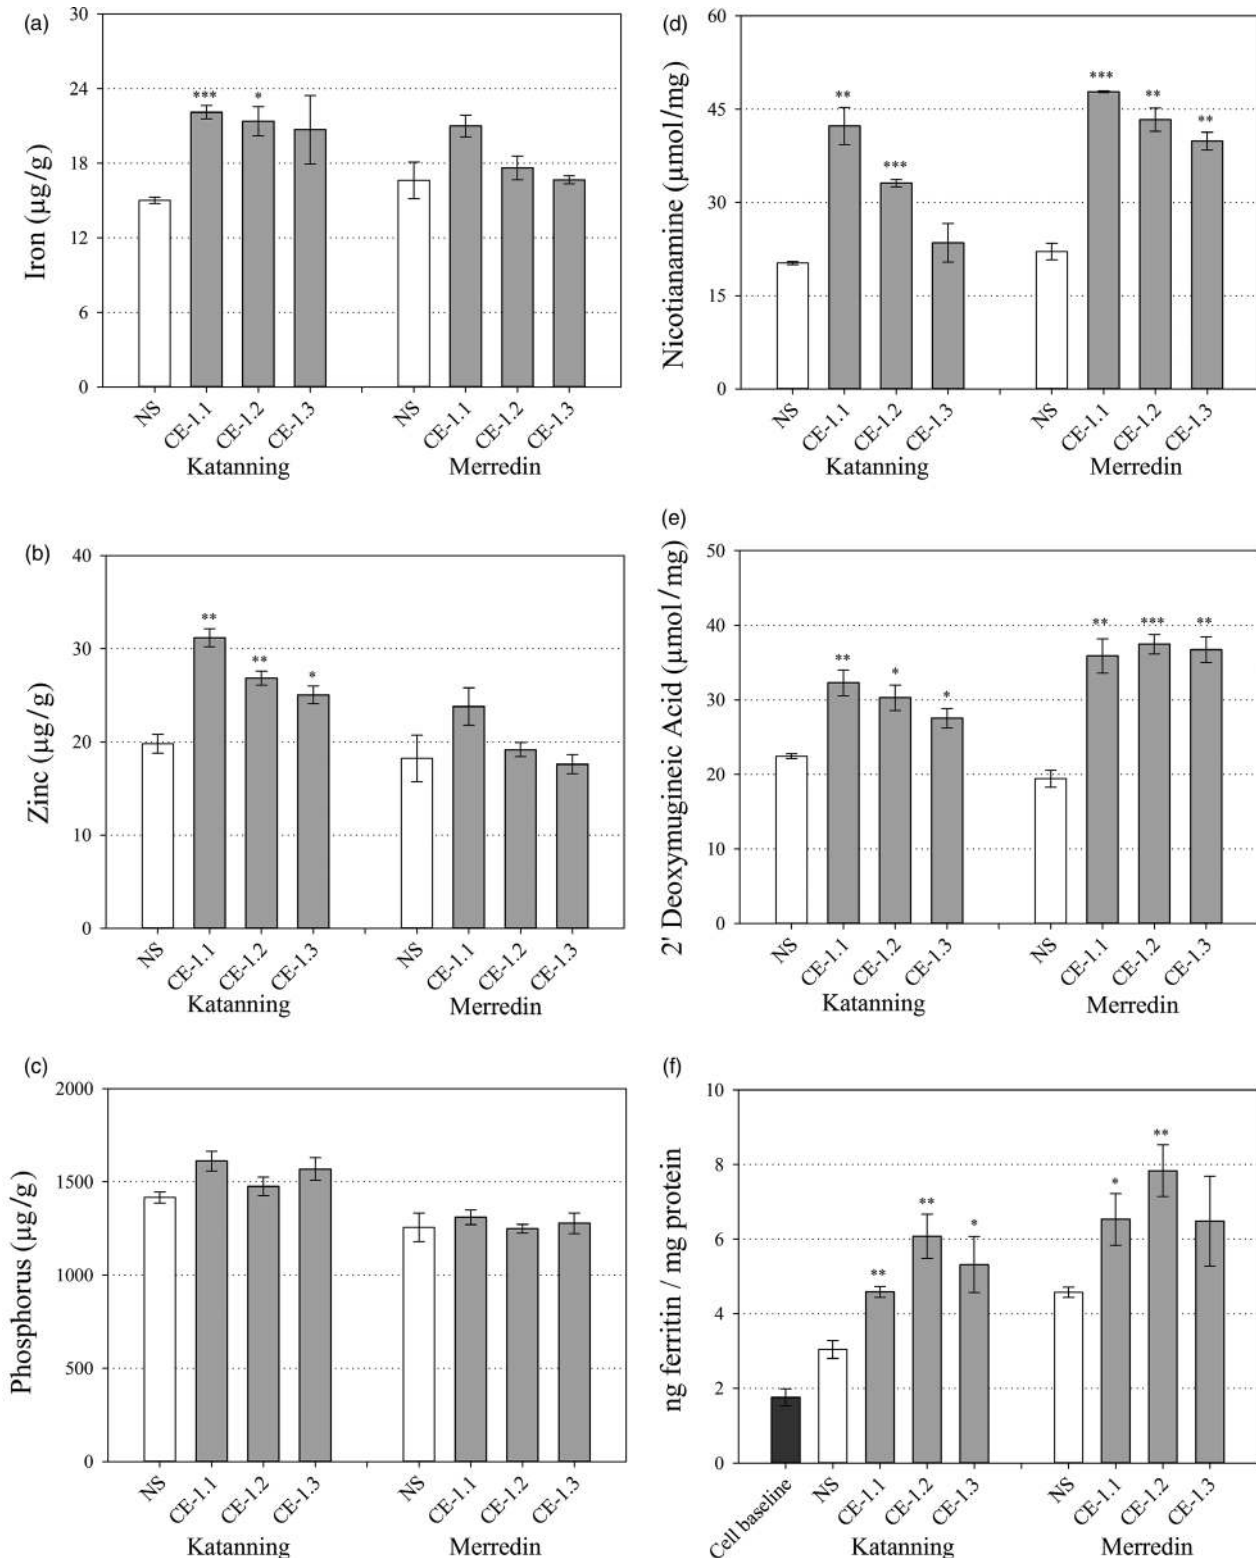 (a)
Iron (µg/g)
30
24
18
12
6
0
***
*
NS
CE-1.1
CE-1.2
CE-1.3
NS
CE-1.1
CE-1.2
CE-1.3
Katanning
Merredin
(b)
Zinc (µg/g)
40
30
20
10
0
**
**
*
NS
CE-1.1
CE-1.2
CE-1.3
NS
CE-1.1
CE-1.2
CE-1.3
Katanning
Merredin
(c)
Phosphorus (µg/g)
2000
1500
1000
500
0
NS
CE-1.1
CE-1.2
CE-1.3
NS
CE-1.1
CE-1.2
CE-1.3
Katanning
Merredin
(d)
Nicotianamine (µmol/mg)
60
45
30
15
0
**
***
***
**
**
NS
CE-1.1
CE-1.2
CE-1.3
NS
CE-1.1
CE-1.2
CE-1.3
Katanning
Merredin
(e)
2' Deoxymugineic Acid (µmol/mg)
50
40
30
20
10
0
**
*
*
**
***
**
NS
CE-1.1
CE-1.2
CE-1.3
NS
CE-1.1
CE-1.2
CE-1.3
Katanning
Merredin
(f)
ng ferritin / mg protein
10
8
6
4
2
0
**
**
*
*
**
Cell baseline
NS
CE-1.1
CE-1.2
CE-1.3
NS
CE-1.1
CE-1.2
CE-1.3
Katanning
Merredin